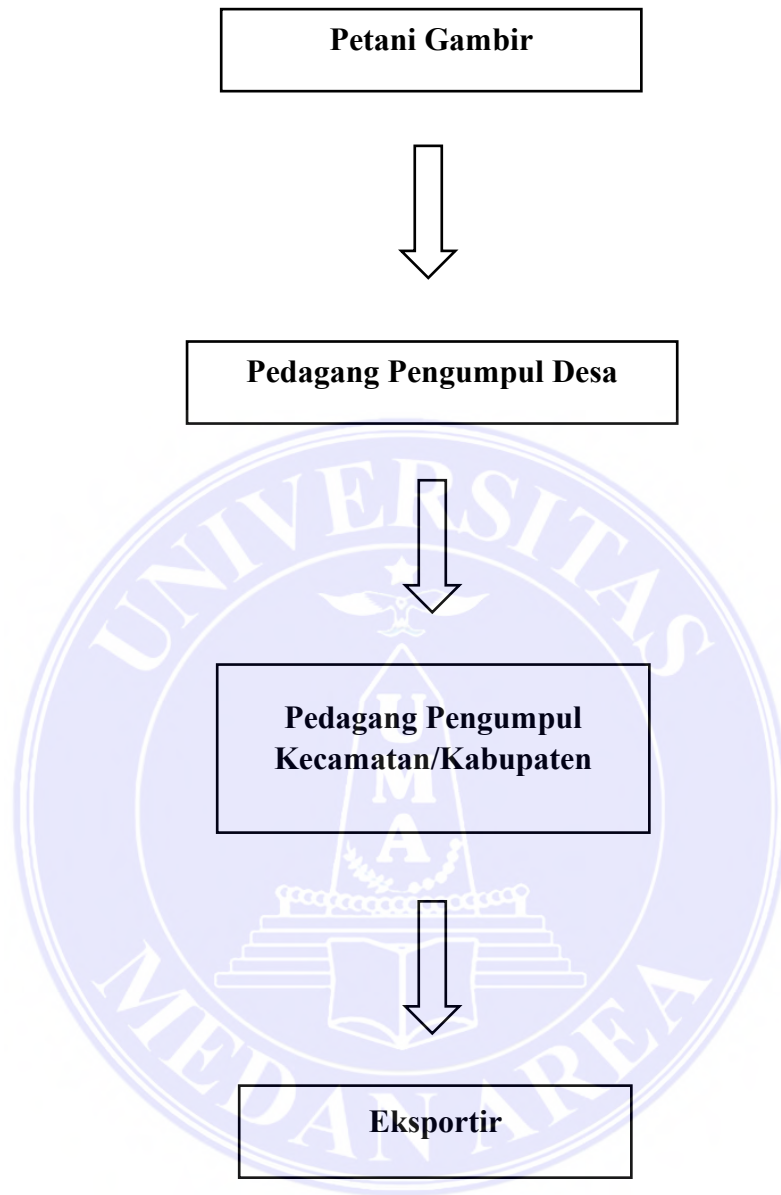 Petani Gambir
Pedagang Pengumpul Desa
UNIVERSITAS
Pedagang Pengumpul
Kecamatan/Kabupaten
U
M
A
MEDAN AREA
Eksportir